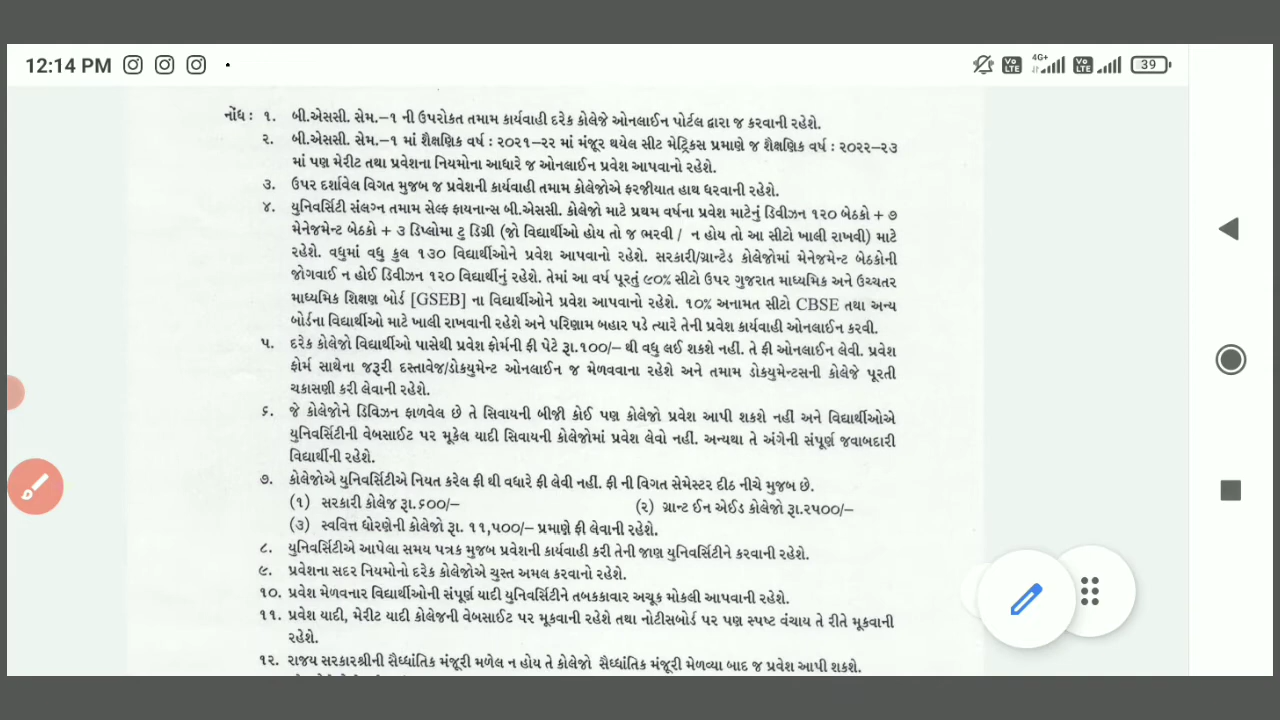 12:14 PM
4G+
Vo LTE
Vo LTE
39
નોંધ : ૧. બી.એસસી. સેમ.–૧ ની ઉપરોકત તમામ કાર્યવાહી દરેક કોલેજે ઓનલાઈન પોર્ટલ દ્વારા જ કરવાની રહેશે.
૨. બી.એસસી. સેમ.–૧ માં શૈક્ષણિક વર્ષ : ૨૦૨૧–૨૨ માં મંજૂર થયેલ સીટ મેટ્રિકસ પ્રમાણે જ શૈક્ષણિક વર્ષ : ૨૦૨૨–૨૩
માં પણ મેરીટ તથા પ્રવેશના નિયમોના આધારે જ ઓનલાઈન પ્રવેશ આપવાનો રહેશે.
૩. ઉપર દર્શાવેલ વિગત મુજબ જ પ્રવેશની કાર્યવાહી તમામ કોલેજોએ ફરજીયાત હાથ ધરવાની રહેશે.
૪. યુનિવર્સિટી સંલગ્ન તમામ સેલ્ફ ફાયનાન્સ બી.એસસી. કોલેજો માટે પ્રથમ વર્ષના પ્રવેશ માટેનું ડિવીઝન ૧૨૦ બેઠકો + ૭
મેનેજમેન્ટ બેઠકો + ૩ ડિપ્લોમા ટુ ડિગ્રી (જો વિદ્યાર્થીઓ હોય તો જ ભરવી / ન હોય તો આ સીટો ખાલી રાખવી) માટે
રહેશે. વધુમાં વધુ કુલ ૧૩૦ વિદ્યાર્થીઓને પ્રવેશ આપવાનો રહેશે. સરકારી/ગ્રાન્ટેડ કોલેજોમાં મેનેજમેન્ટ બેઠકોની
જોગવાઈ ન હોઈ ડિવીઝન ૧૨૦ વિદ્યાર્થીનું રહેશે. તેમાં આ વર્ષ પૂરતું ૯૦% સીટો ઉપર ગુજરાત માધ્યમિક અને ઉચ્ચતર
માધ્યમિક શિક્ષણ બોર્ડ [GSEB] ના વિદ્યાર્થીઓને પ્રવેશ આપવાનો રહેશે. ૧૦% અનામત સીટો CBSE તથા અન્ય
બોર્ડના વિદ્યાર્થીઓ માટે ખાલી રાખવાની રહેશે અને પરિણામ બહાર પડે ત્યારે તેની પ્રવેશ કાર્યવાહી ઓનલાઈન કરવી.
૫. દરેક કોલેજો વિદ્યાર્થીઓ પાસેથી પ્રવેશ ફોર્મની ફી પેટે રૂા.૧૦૦/– થી વધુ લઈ શકશે નહીં. તે ફી ઓનલાઈન લેવી. પ્રવેશ
ફોર્મ સાથેના જરૂરી દસ્તાવેજ/ડોકયુમેન્ટ ઓનલાઈન જ મેળવવાના રહેશે અને તમામ ડોકયુમેન્ટસની કોલેજે પૂરતી
ચકાસણી કરી લેવાની રહેશે.
૬. જે કોલેજોને ડિવિઝન ફાળવેલ છે તે સિવાયની બીજી કોઈ પણ કોલેજો પ્રવેશ આપી શકશે નહીં અને વિદ્યાર્થીઓએ
યુનિવર્સિટીની વેબસાઈટ પર મૂકેલ યાદી સિવાયની કોલેજોમાં પ્રવેશ લેવો નહીં. અન્યથા તે અંગેની સંપૂર્ણ જવાબદારી
વિદ્યાર્થીની રહેશે.
૭. કોલેજોએ યુનિવર્સિટીએ નિયત કરેલ ફી થી વધારે ફી લેવી નહીં. ફી ની વિગત સેમેસ્ટર દીઠ નીચે મુજબ છે.
(૧) સરકારી કોલેજ રૂા.૬૦૦/– (૨) ગ્રાન્ટ ઈન એઈડ કોલેજો રૂા.૨૫૦૦/–
(૩) સ્વવિત્ત ધોરણેની કોલેજો રૂા. ૧૧,૫૦૦/– પ્રમાણે ફી લેવાની રહેશે.
૮. યુનિવર્સિટીએ આપેલા સમય પત્રક મુજબ પ્રવેશની કાર્યવાહી કરી તેની જાણ યુનિવર્સિટીને કરવાની રહેશે.
૯. પ્રવેશના સદર નિયમોનો દરેક કોલેજોએ ચુસ્ત અમલ કરવાનો રહેશે.
૧૦. પ્રવેશ મેળવનાર વિદ્યાર્થીઓની સંપૂર્ણ યાદી યુનિવર્સિટીને તબકકાવાર અચૂક મોકલી આપવાની રહેશે.
૧૧. પ્રવેશ યાદી, મેરીટ યાદી કોલેજની વેબસાઈટ પર મૂકવાની રહેશે તથા નોટીસબોર્ડ પર પણ સ્પષ્ટ વંચાય તે રીતે મૂકવાની
રહેશે.
૧૨. રાજય સરકારશ્રીની સૈધ્ધાંતિક મંજૂરી મળેલ ન હોય તે કોલેજો સૈધ્ધાંતિક મંજૂરી મેળવ્યા બાદ જ પ્રવેશ આપી શકશે.